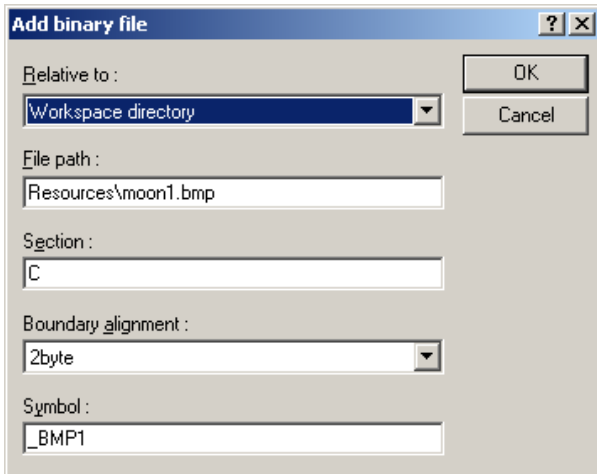 Add binary file
Relative to :
OK
Workspace directory
Cancel
File path :
Resources\moon1.bmp
Section :
C
Boundary alignment :
2byte
Symbol :
_BMP1